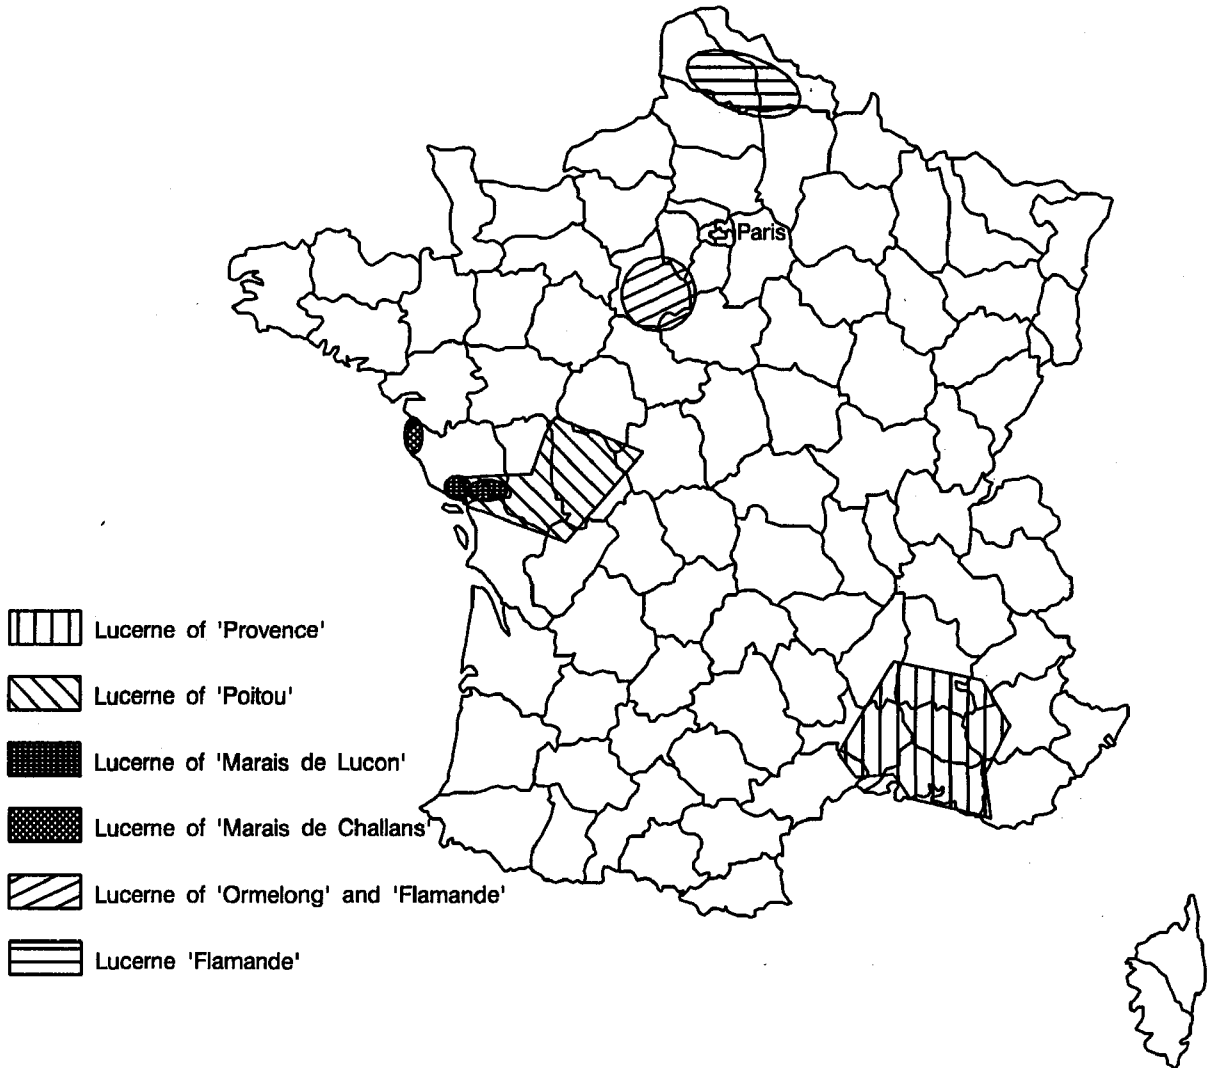 Paris
Lucerne of 'Provence'
Lucerne of 'Poitou'
Lucerne of 'Marais de Lucon'
Lucerne of 'Marais de Challans'
Lucerne of 'Ormelong' and 'Flamande'
Lucerne 'Flamande'